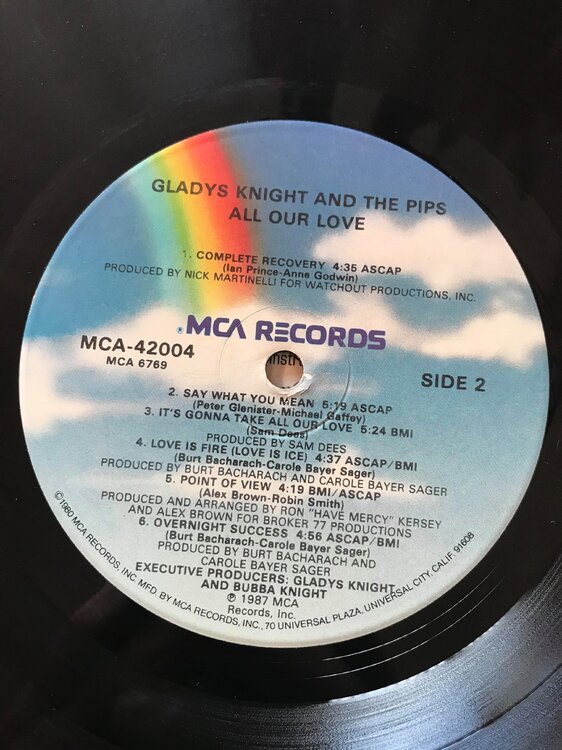 GLADYS KNIGHT AND THE PIPS
ALL OUR LOVE
1. COMPLETE RECOVERY 4:35 ASCAP
(Ian Prince-Anne Godwin)
PRODUCED BY NICK MARTINELLI FOR WATCHOUT PRODUCTIONS, INC.
MCA RECORDS
MCA-42004
MCA 6769
SIDE 2
2. SAY WHAT YOU MEAN 5:19 ASCAP
(Peter Glenister-Michael Gaffey)
3. IT'S GONNA TAKE ALL OUR LOVE 5:24 BMI
(Sam Dees)
PRODUCED BY SAM DEES
4. LOVE IS FIRE (LOVE IS ICE) 4:37 ASCAP/BMI
(Burt Bacharach-Carole Bayer Sager)
PRODUCED BY BURT BACHARACH AND CAROLE BAYER SAGER
5. POINT OF VIEW 4:19 BMI/ASCAP
(Alex Brown-Robin Smith)
PRODUCED AND ARRANGED BY RON "HAVE MERCY" KERSEY
AND ALEX BROWN FOR BROKER 77 PRODUCTIONS
6. OVERNIGHT SUCCESS 4:56 ASCAP/BMI
(Burt Bacharach-Carole Bayer Sager)
PRODUCED BY BURT BACHARACH AND
CAROLE BAYER SAGER
EXECUTIVE PRODUCERS: GLADYS KNIGHT
AND BUBBA KNIGHT
℗ 1987 MCA
Records, Inc.
©1980 MCA RECORDS, INC. MFD. BY MCA RECORDS, INC., 70 UNIVERSAL PLAZA, UNIVERSAL CITY, CALIF. 91608